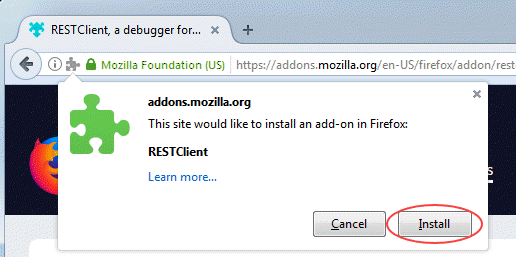 RESTClient, a debugger for...
Mozilla Foundation (US) https://addons.mozilla.org/en-US/firefox/addon/rest
addons.mozilla.org
This site would like to install an add-on in Firefox:
RESTClient
Learn more...
Cancel Install